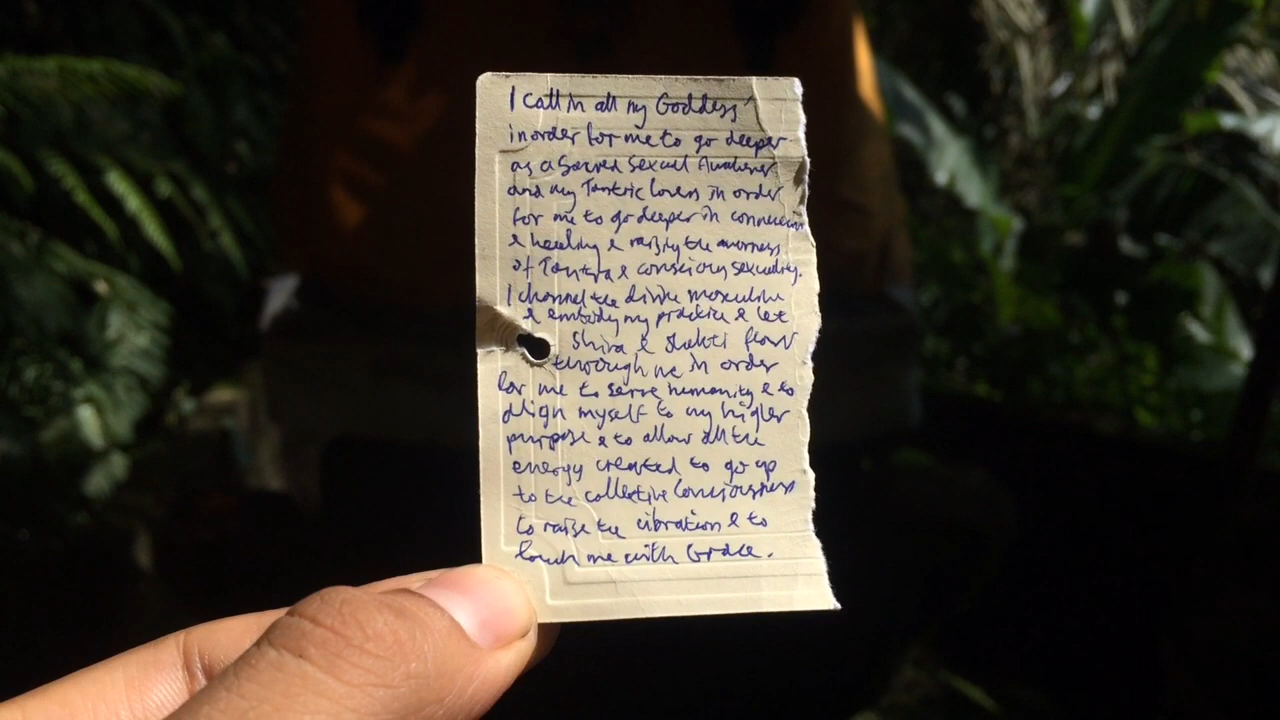 I call in all my Goddess'
in order for me to go deeper
as a Sacred Sexual Awakener
and my Tantric lovers in order
for me to go deeper in connection
& healing & raising the awarness
of Tantra & conscious sexuality.
I channel the divine masculine
& embody my practice & let
Shiva & shakti flow
through me in order
for me to serve humanity & to
align myself to my higher
purpose & to allow all the
energy created to go up
to the collective Consciousness
to raise the vibration & to
touch me with Grace.